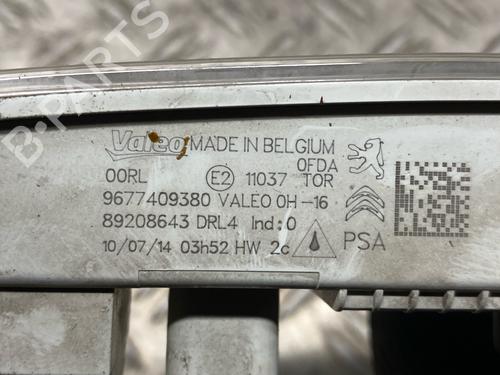 Valeo MADE IN BELGIUM
0FDA
00RL E2 11037 TOR
9677409380 VALEO 0H-16
89208643 DRL4 Ind:0
10/07/14 03h52 HW 2c PSA
B-PARTS